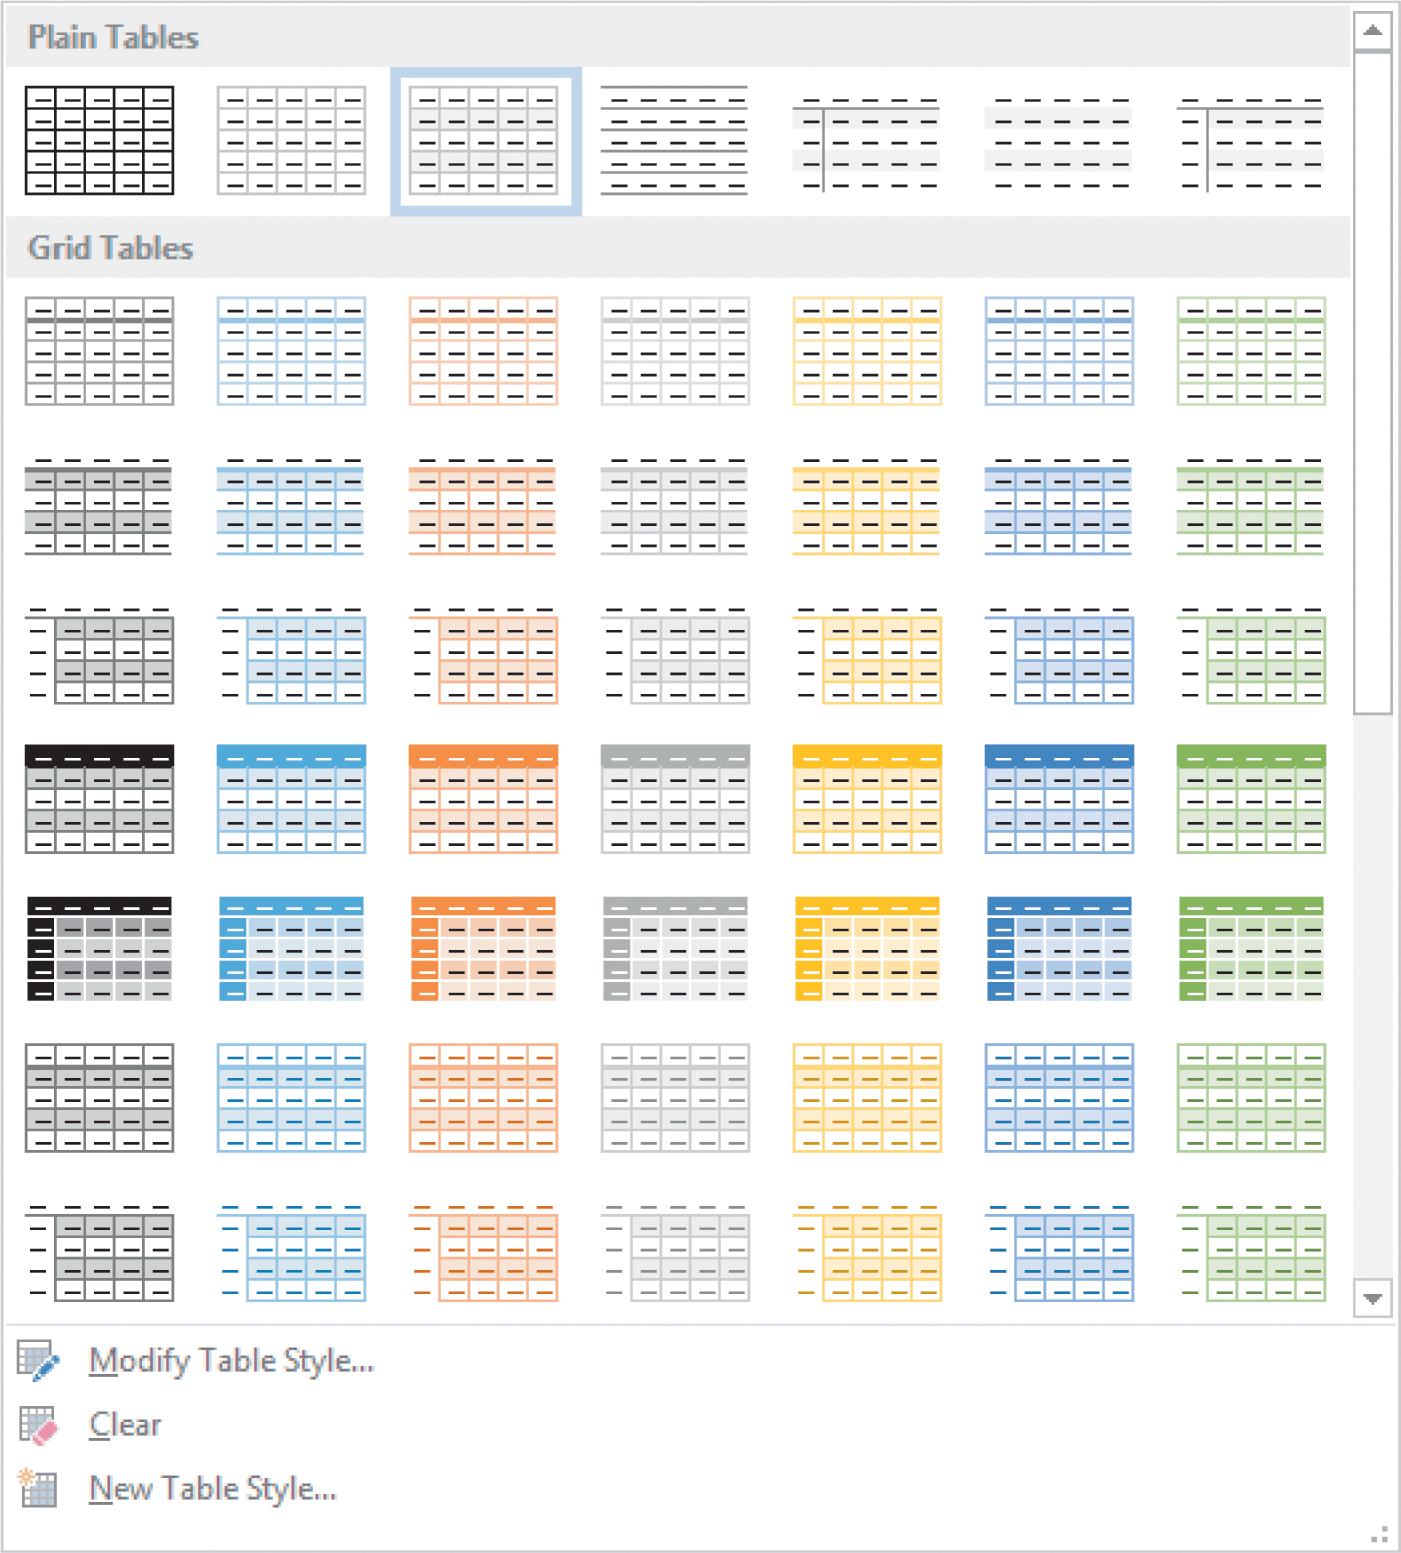 Plain Tables
Grid Tables
Modify Table Style...
Clear
New Table Style...